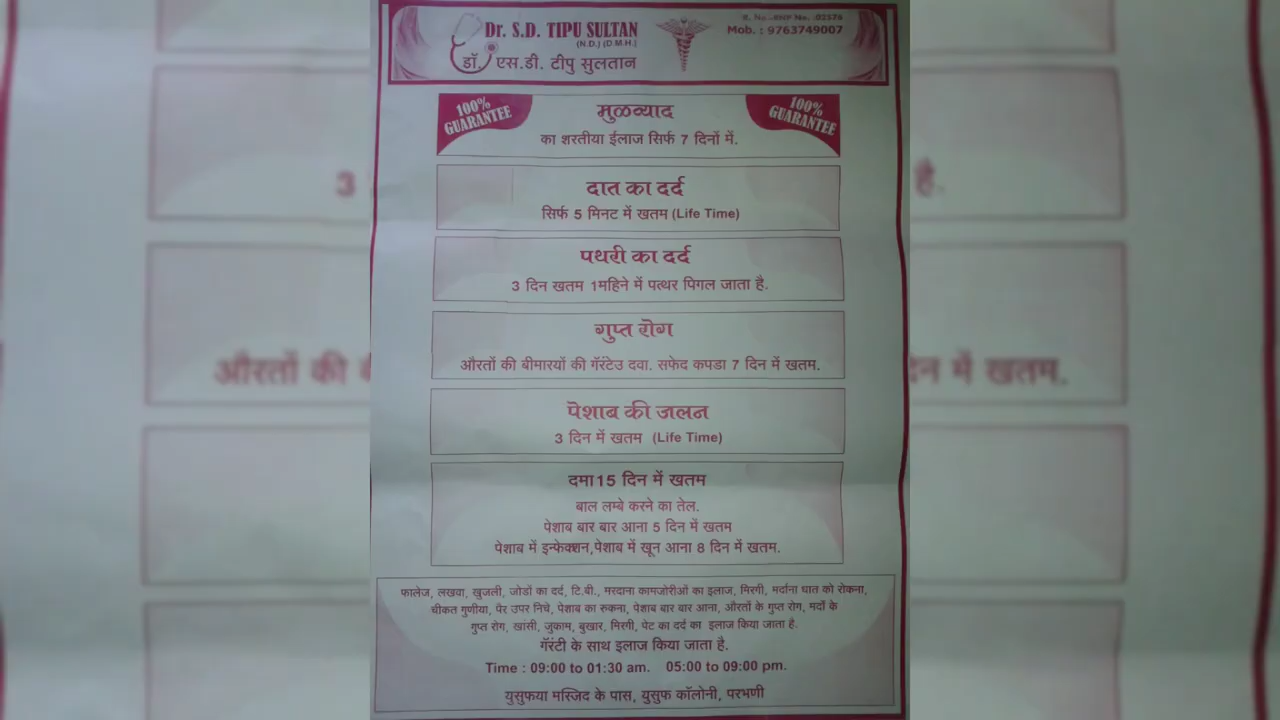 Dr. S.D. TIPU SULTAN
(N.D.) (D.M.H.)
डॉ. एस.डी. टीपु सुलतान
Mob. : 9763749007
100% GUARANTEE
मुळव्याद
100% GUARANTEE
का शरतीया ईलाज सिर्फ 7 दिनों में.
दात का दर्द
सिर्फ 5 मिनट में खतम (Life Time)
पथरी का दर्द
3 दिन खतम 1महिने में पत्थर पिगल जाता है.
गुप्त रोग
औरतों की बीमारयों की गॅरंटेउ दवा. सफेद कपडा 7 दिन में खतम.
पेशाब की जलन
3 दिन में खतम (Life Time)
दमा15 दिन में खतम
बाल लम्बे करने का तेल.
पेशाब बार बार आना 5 दिन में खतम
पेशाब में इन्फेक्शन,पेशाब में खून आना 8 दिन में खतम.
फालेज, लखवा, खुजली, जोडों का दर्द, टि.बी., मरदाना कामजोरीओं का इलाज, मिरगी, मर्दाना धात को रोकना,
चीकत गुणीया, पेर उपर निचे, पेशाब का रुकना, पेशाब बार बार आना, औरतों के गुप्त रोग, मर्दो के
गुप्त रोग, खांसी, जुकाम, बुखार, मिरगी, पेट का दर्द का इलाज किया जाता है.
गॅरंटी के साथ इलाज किया जाता है.
Time : 09:00 to 01:30 am. 05:00 to 09:00 pm.
युसुफया मस्जिद के पास, युसुफ कॉलोनी, परभणी